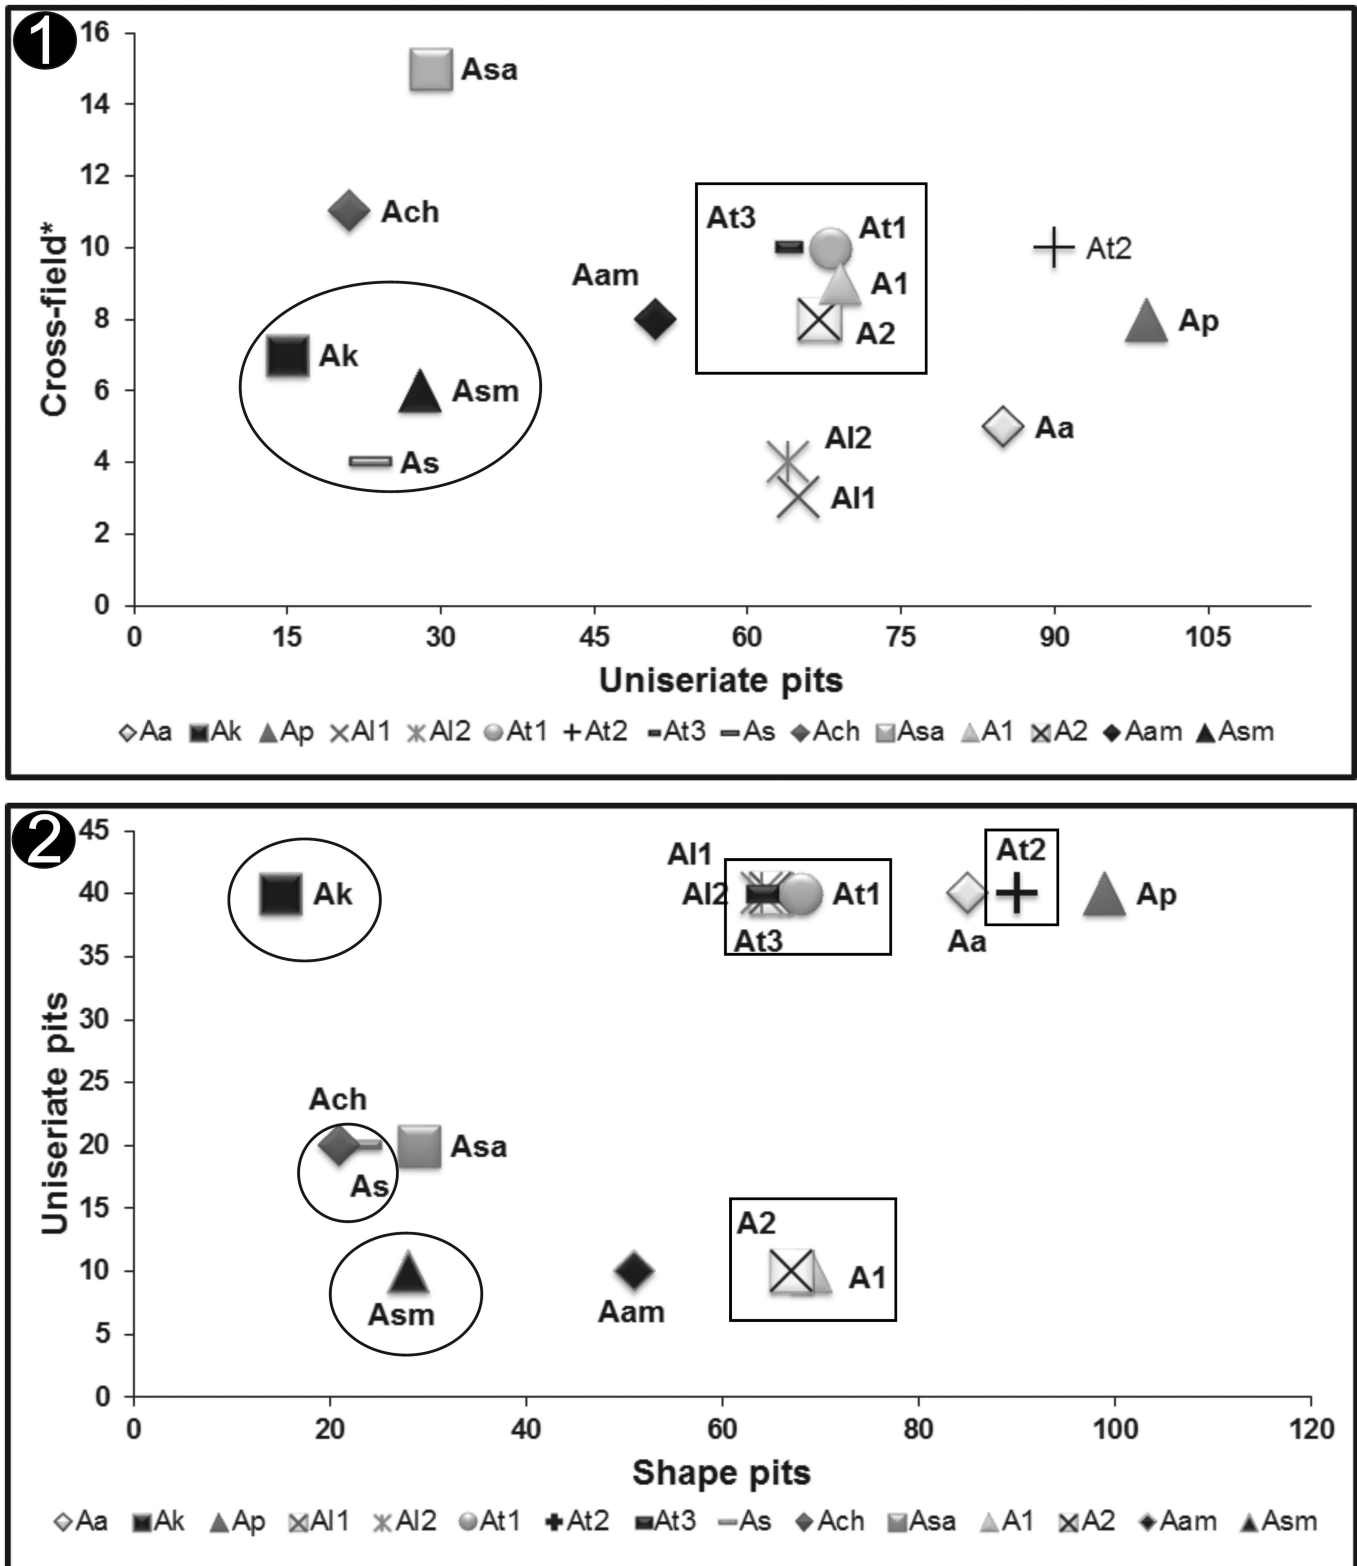 1
16
14
12
10
8
6
4
2
0
Cross-field*
Asa
Ach
At3
At1
Aam
A1
A2
At2
Ap
Ak
Asm
As
Al2
Al1
Aa
0 15 30 45 60 75 90 105
Uniseriate pits
Aa Ak Ap Al1 Al2 At1 At2 At3 As Ach Asa A1 A2 Aam Asm
2
45
40
35
30
25
20
15
10
5
0
Uniseriate pits
Al1
At2
Ak
Al2
At1
Ap
At3
Aa
Ach
Asa
As
A2
A1
Asm
Aam
0 20 40 60 80 100 120
Shape pits
Aa Ak Ap Al1 Al2 At1 At2 At3 As Ach Asa A1 A2 Aam Asm